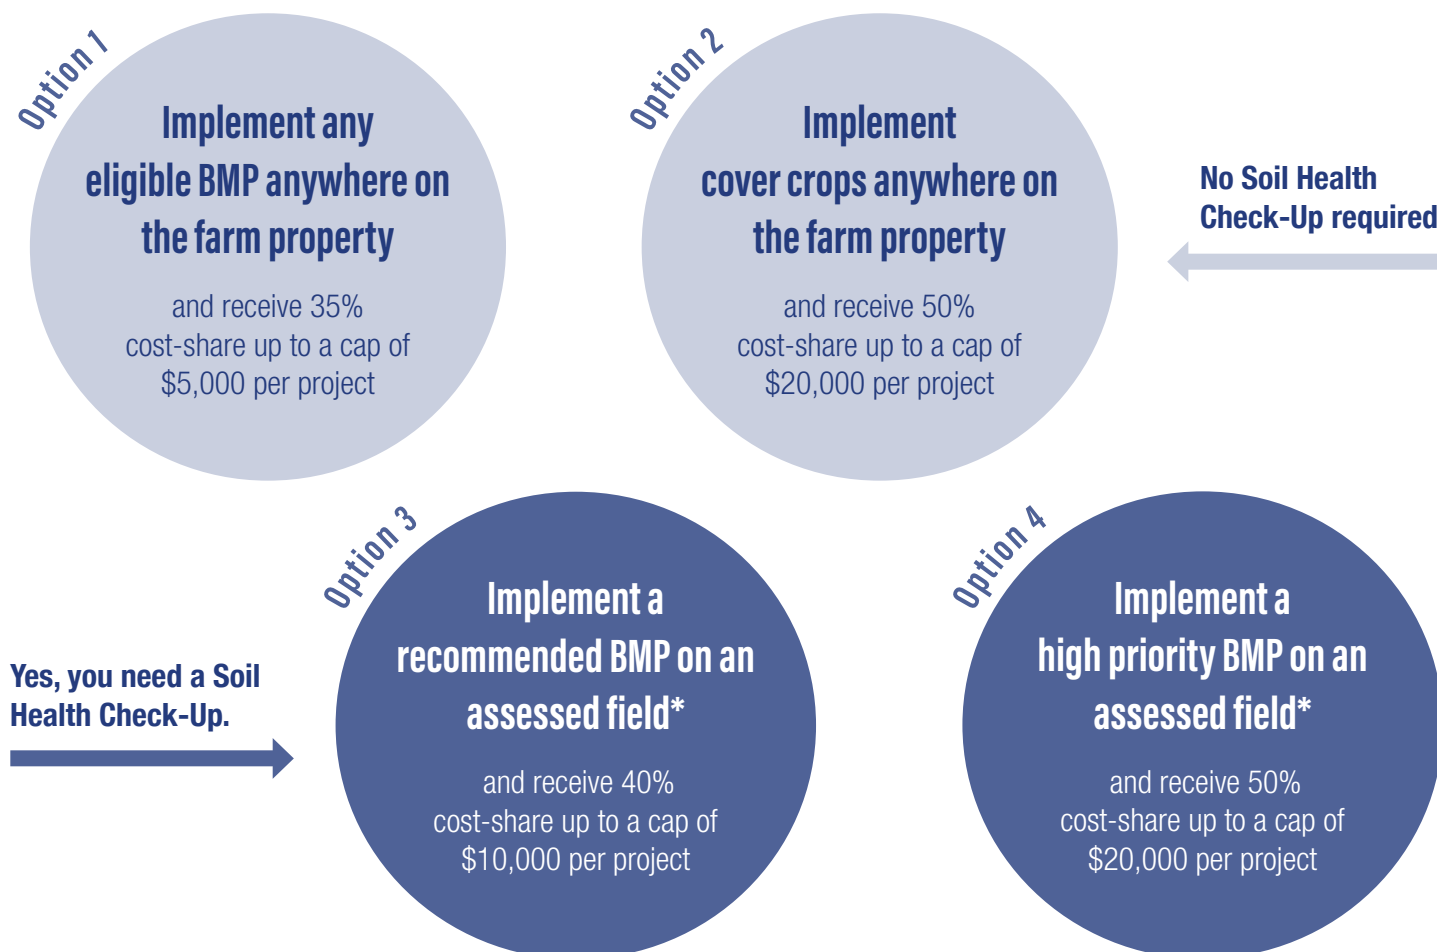 Option 1
Implement any
eligible BMP anywhere on
the farm property
and receive 35%
cost-share up to a cap of
$5,000 per project
Option 2
Implement
cover crops anywhere on
the farm property
and receive 50%
cost-share up to a cap of
$20,000 per project
No Soil Health
Check-Up required
Yes, you need a Soil
Health Check-Up.
Option 3
Implement a
recommended BMP on an
assessed field*
and receive 40%
cost-share up to a cap of
$10,000 per project
Option 4
Implement a
high priority BMP on an
assessed field*
and receive 50%
cost-share up to a cap of
$20,000 per project